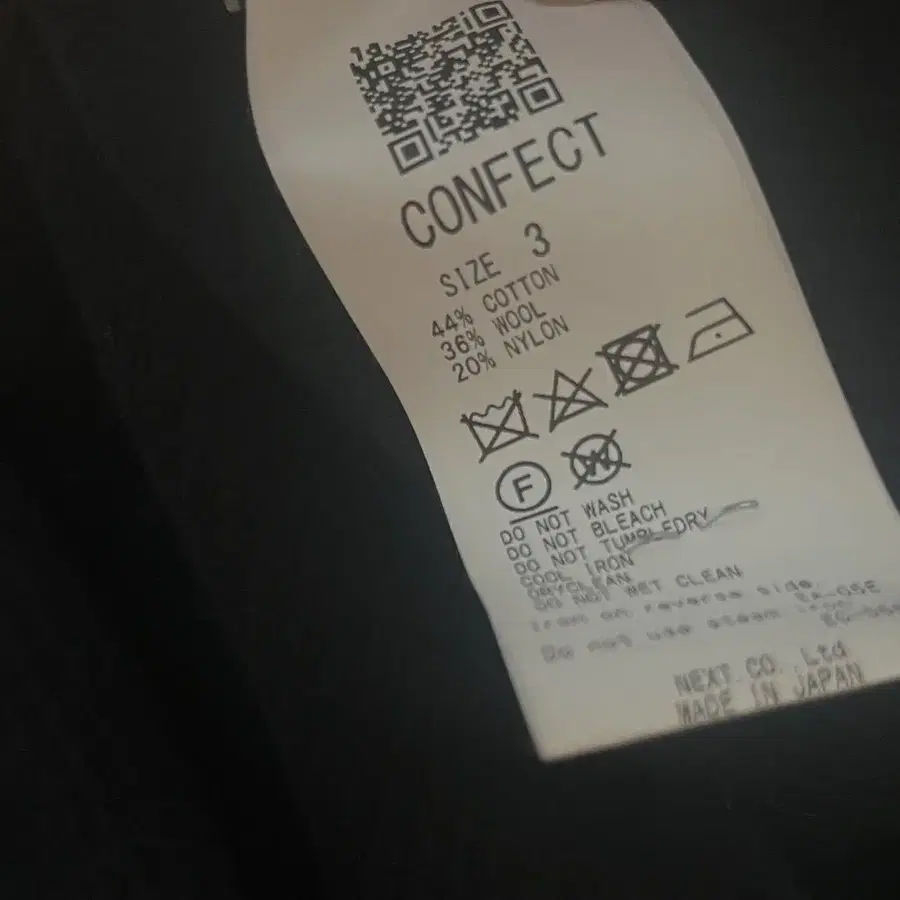 CONFECT
SIZE 3
44% COTTON
36% WOOL
20% NYLON
F
W
DO NOT WASH
DO NOT BLEACH
DO NOT TUMBLEDRY
COOL IRON
DRYCLEAN
DO NOT WET CLEAN
Iron on reverse side.
Do not use steam iron.
NEXT CO.,Ltd.
MADE IN JAPAN